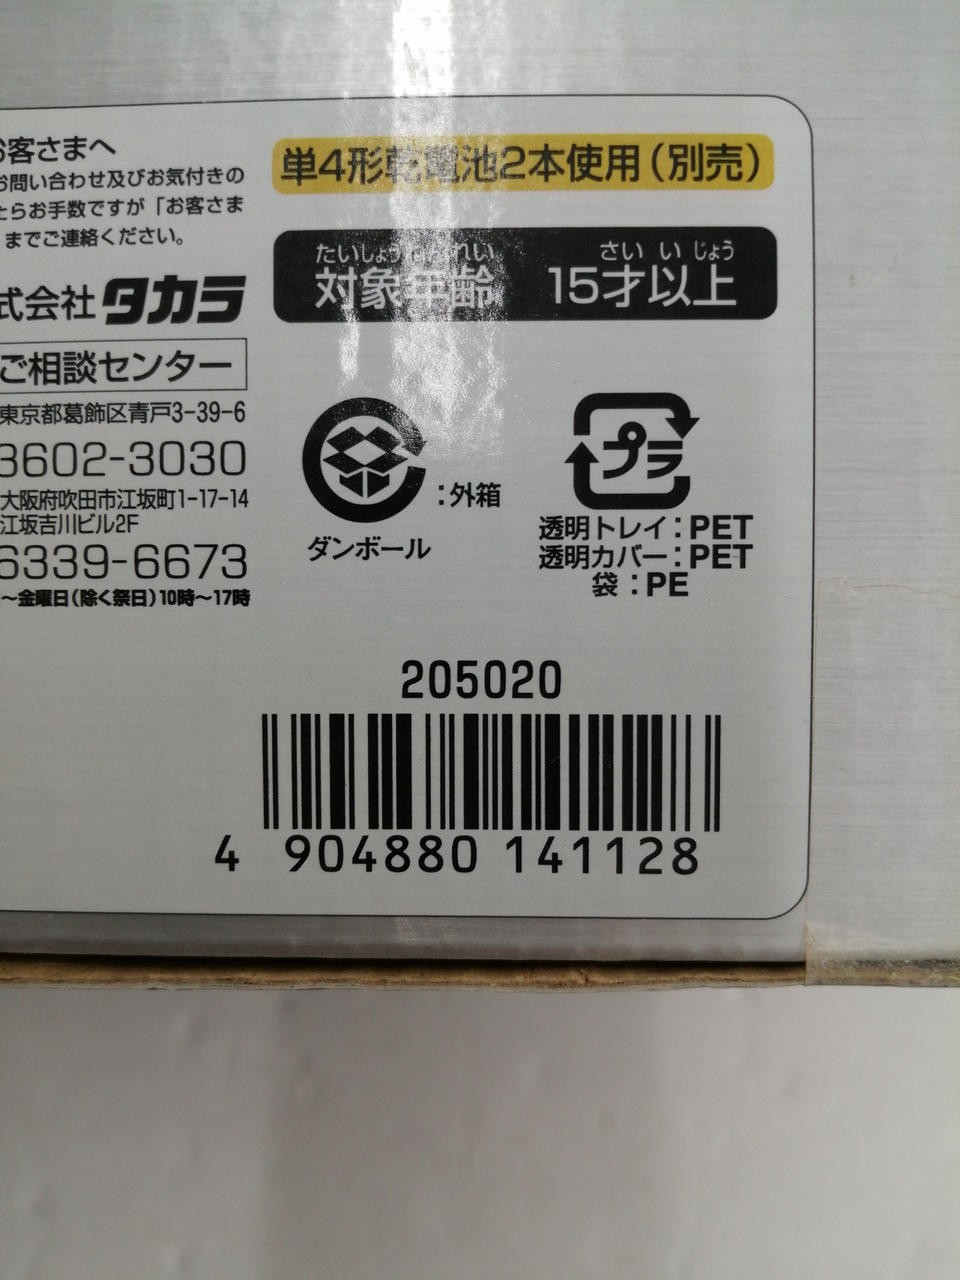 お客さまへ
お問い合わせ及びお気付きの
たらお手数ですが「お客さま
までご連絡ください。
式会社 タカラ
ご相談センター
東京都葛飾区青戸3-39-6
3602-3030
大阪府吹田市江坂町1-17-14
江坂吉川ビル2F
6339-6673
～金曜日(除く祭日)10時～17時
単4形乾電池2本使用(別売)
たいしょうねんれい さいいじょう
対象年齢 15才以上
:外箱
ダンボール
プラ
透明トレイ:PET
透明カバー:PET
袋:PE
205020
4 904880 141128